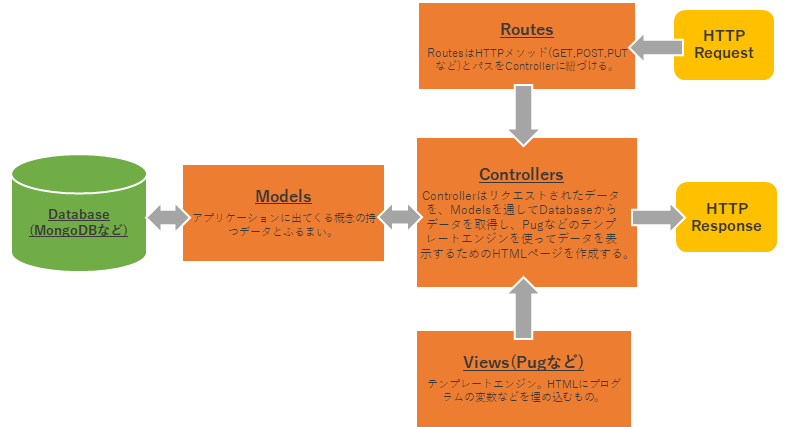 Routes
RoutesはHTTPメソッド(GET,POST,PUT
など)とパスをControllerに紐づける。
HTTP
Request
Database
(MongoDBなど)
Models
アプリケーションに出てくる概念の持
つデータとふるまい。
Controllers
Controllerはリクエストされたデータ
を、Modelsを通してDatabaseから
データを取得し、Pugなどのテンプ
レートエンジンを使ってデータを表
示するためのHTMLページを作成する。
HTTP
Response
Views(Pugなど)
テンプレートエンジン。HTMLにプログ
ラムの変数などを埋め込むもの。